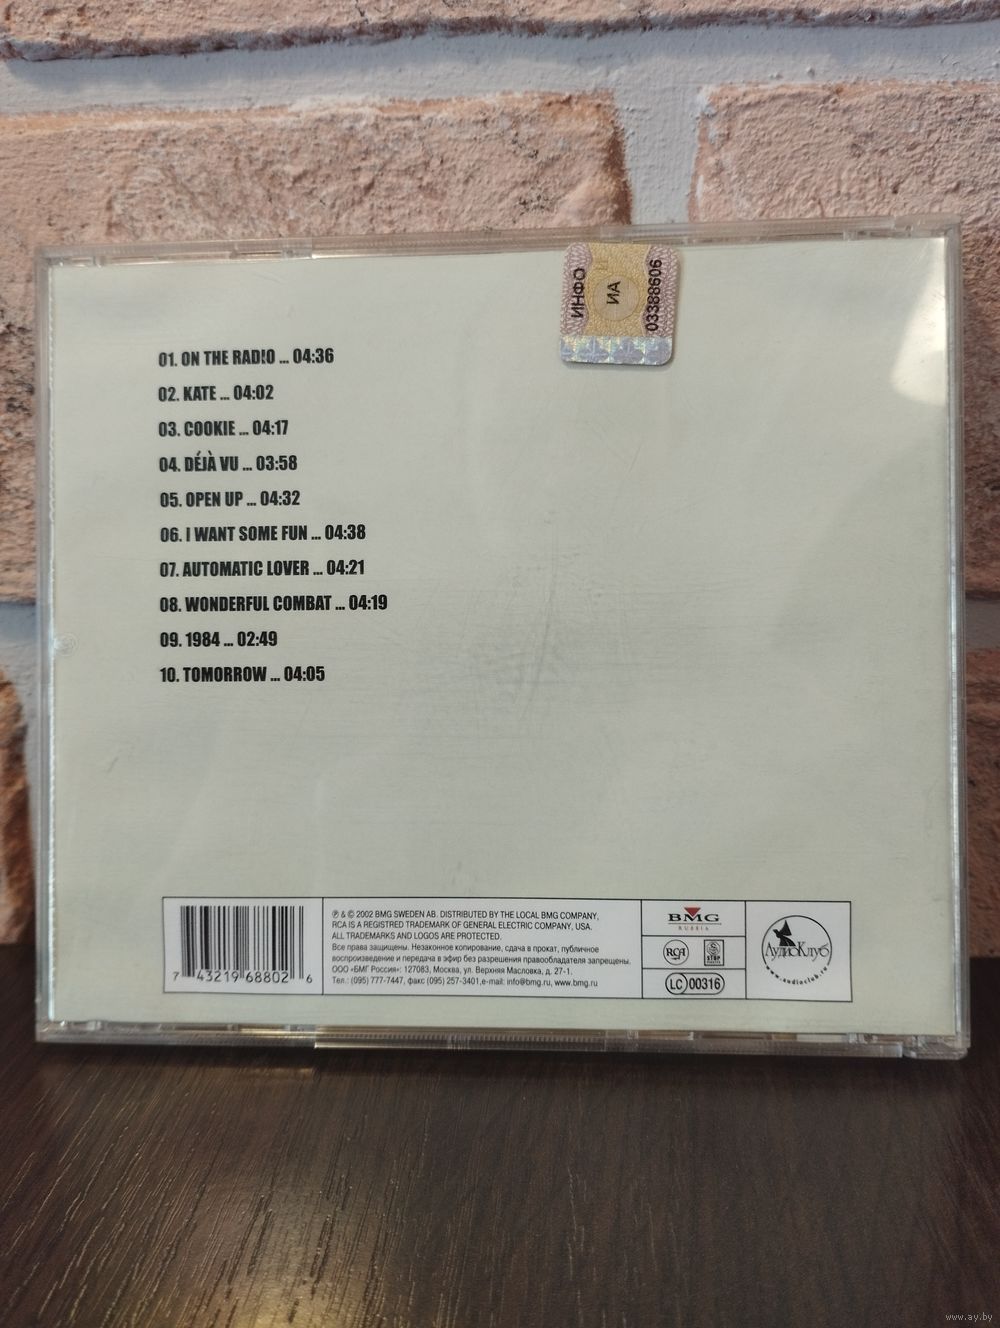 ИНФО
ИА
03388606
01. ON THE RADIO ... 04:36
02. KATE ... 04:02
03. COOKIE ... 04:17
04. DÉJÀ VU ... 03:58
05. OPEN UP ... 04:32
06. I WANT SOME FUN ... 04:38
07. AUTOMATIC LOVER ... 04:21
08. WONDERFUL COMBAT ... 04:19
09. 1984 ... 02:49
10. TOMORROW ... 04:05
7 43219 68802 6
℗ & © 2002 BMG SWEDEN AB. DISTRIBUTED BY THE LOCAL BMG COMPANY,
RCA IS A REGISTRED TRADEMARK OF GENERAL ELECTRIC COMPANY, USA.
ALL TRADEMARKS AND LOGOS ARE PROTECTED.
Все права защищены. Незаконное копирование, сдача в прокат, публичное
воспроизведение и передача в эфир без разрешения правообладателя запрещены.
ООО «БМГ Россия»: 127083, Москва, ул. Верхняя Масловка, д. 27-1.
Тел.: (095) 777-7447, факс (095) 257-3401,e-mail: info@bmg.ru, www.bmg.ru
BMG
RUSSIA
RCA
STOP
LC 00316
АудиоКлуб
www.audioclub.ru
www.ay.by